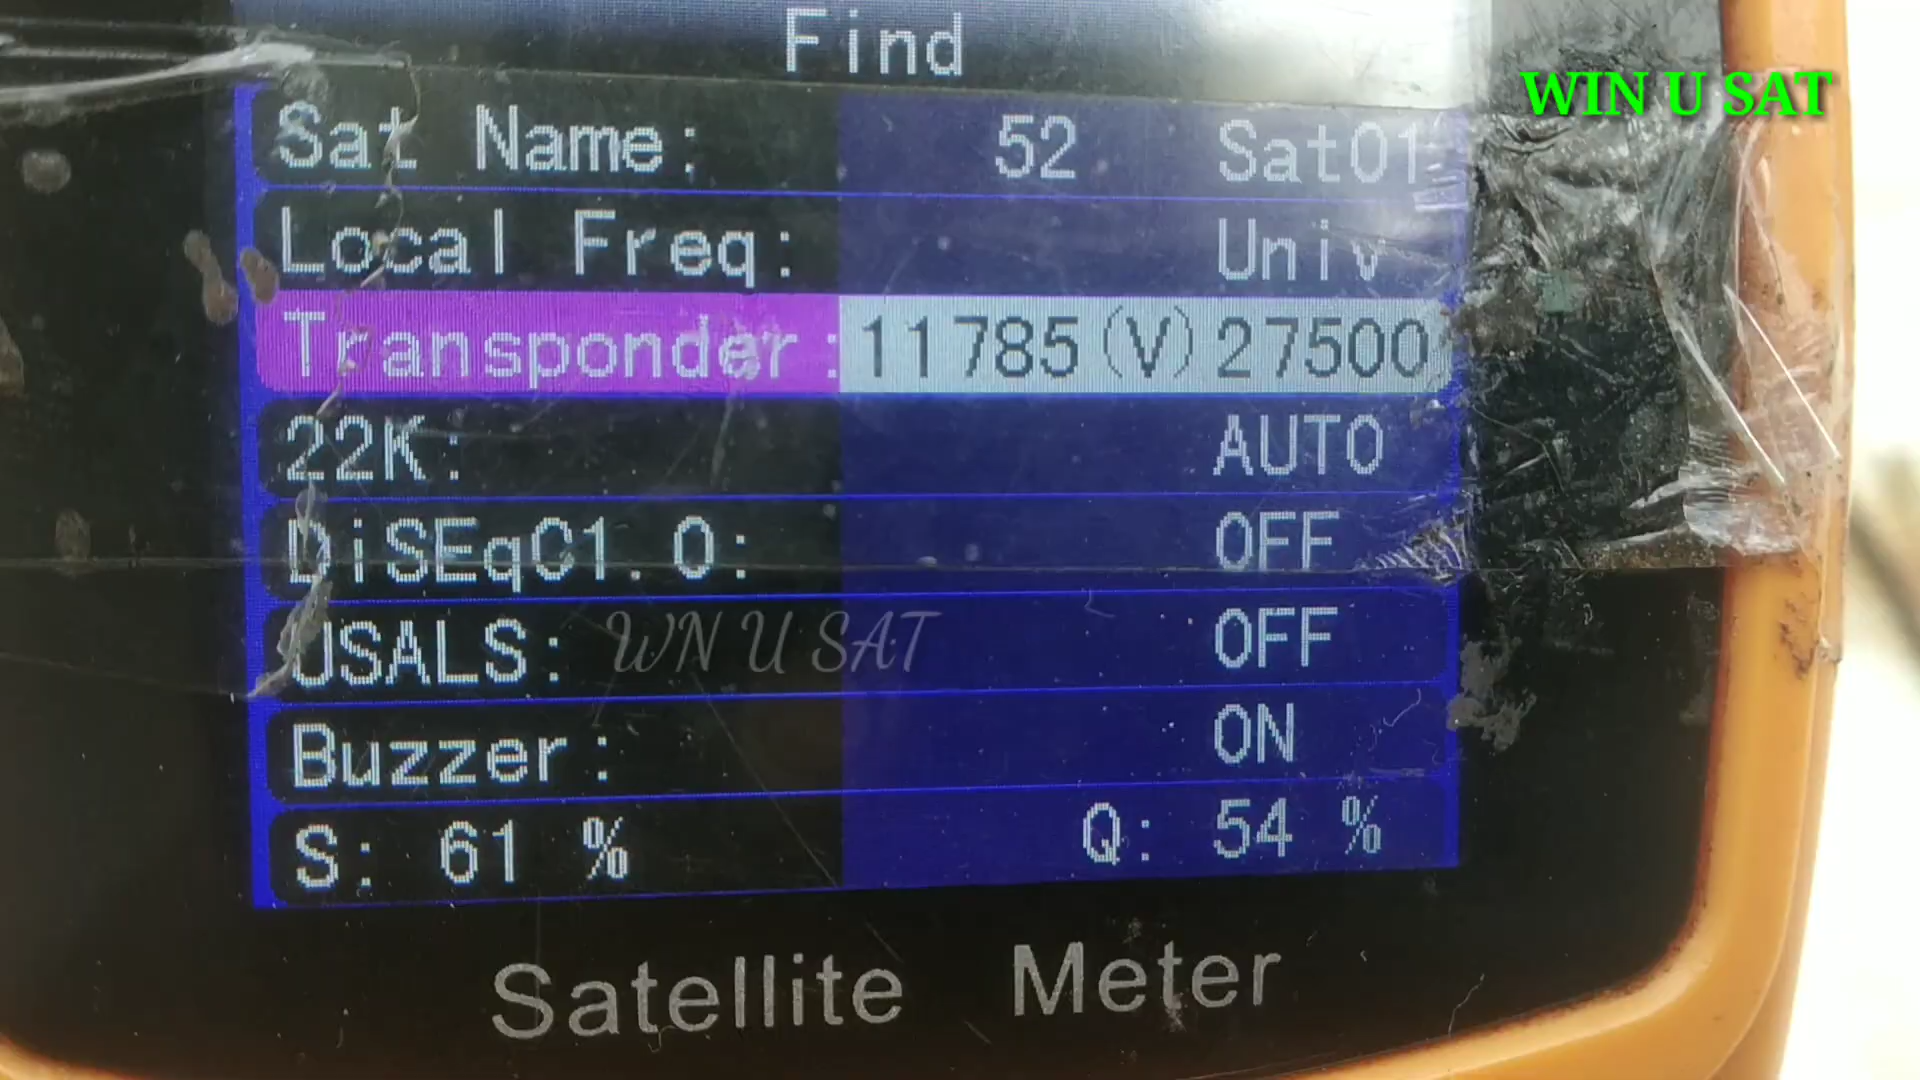 Find
WIN U SAT
Sat Name: 52 Sat01
Local Freq: Univ
Transponder: 11785(V)27500
22K: AUTO
DiSEqC1.0: OFF
USALS: OFF
WN U SAT
Buzzer: ON
S: 61 % Q: 54 %
Satellite Meter